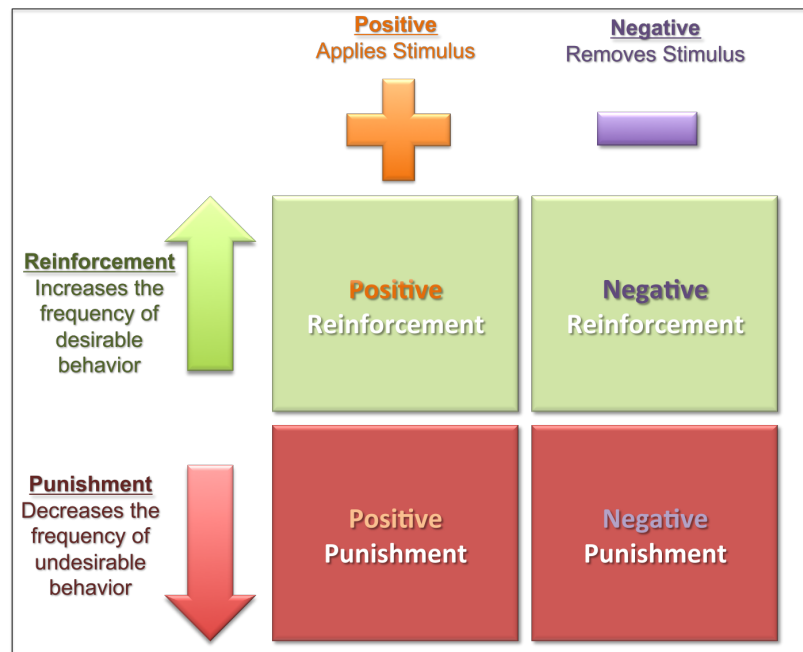 Positive
Applies Stimulus
Negative
Removes Stimulus
Reinforcement
Increases the
frequency of
desirable
behavior
Positive
Reinforcement
Negative
Reinforcement
Punishment
Decreases the
frequency of
undesirable
behavior
Positive
Punishment
Negative
Punishment